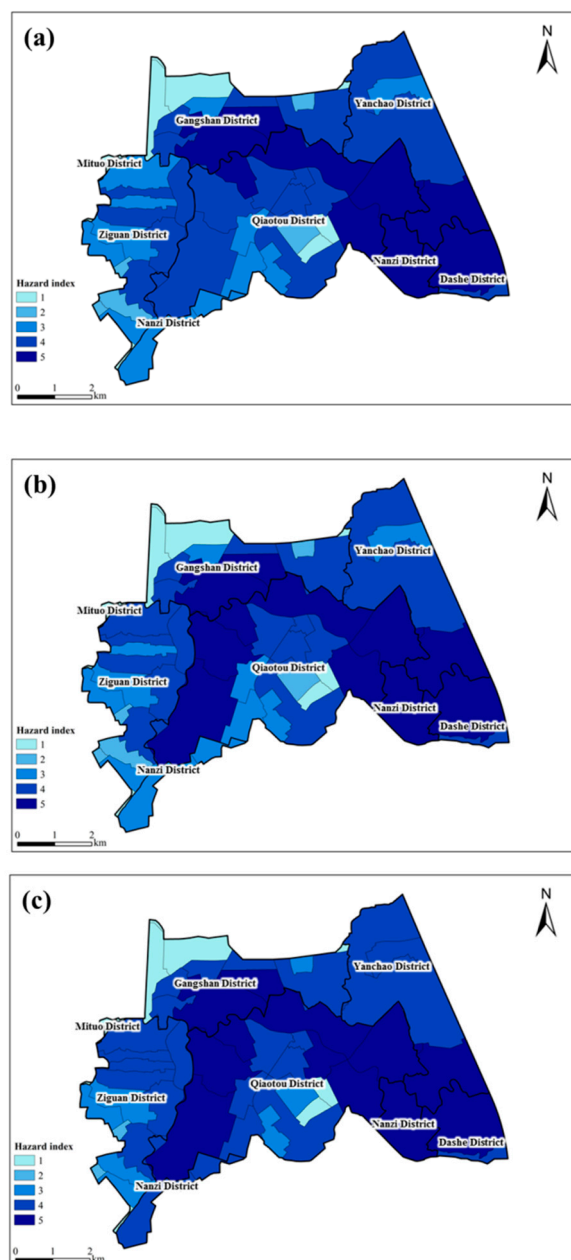 (a)
N
Yanchao District
Gangshan District
Mituo District
Qiaotou District
Ziguan District
Nanzi District
Dashe District
Hazard index
1
2
3
4
5
Nanzi District
0 1 2
km
(b)
N
Yanchao District
Gangshan District
Mituo District
Qiaotou District
Ziguan District
Nanzi District
Dashe District
Hazard index
1
2
3
4
5
Nanzi District
0 1 2
km
(c)
N
Yanchao District
Gangshan District
Mituo District
Qiaotou District
Ziguan District
Nanzi District
Dashe District
Hazard index
1
2
3
4
5
Nanzi District
0 1 2
km